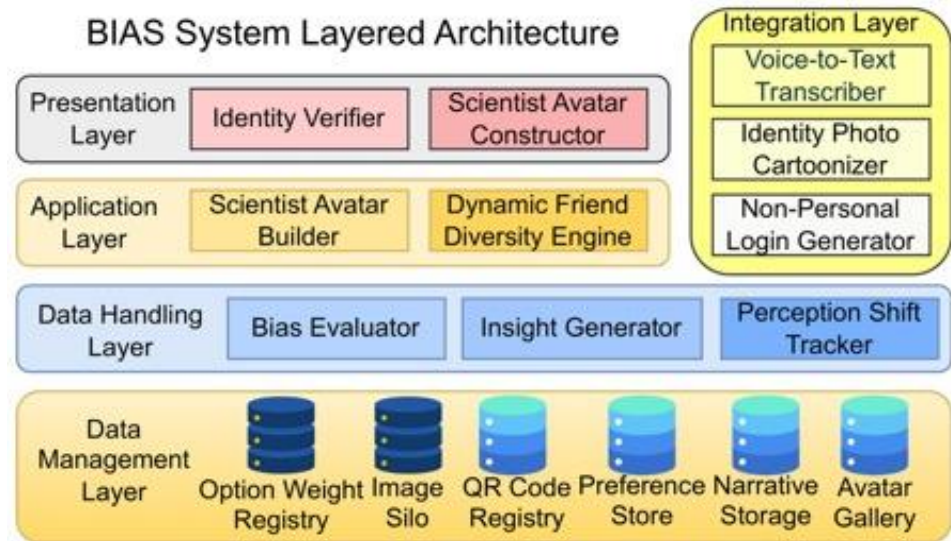 BIAS System Layered Architecture
Presentation
Layer
Identity Verifier
Scientist Avatar
Constructor
Application
Layer
Scientist Avatar
Builder
Dynamic Friend
Diversity Engine
Integration Layer
Voice-to-Text
Transcriber
Identity Photo
Cartoonizer
Non-Personal
Login Generator
Data Handling
Layer
Bias Evaluator
Insight Generator
Perception Shift
Tracker
Data
Management
Layer
Option Weight
Registry
Image
Silo
QR Code
Registry
Preference
Store
Narrative
Storage
Avatar
Gallery